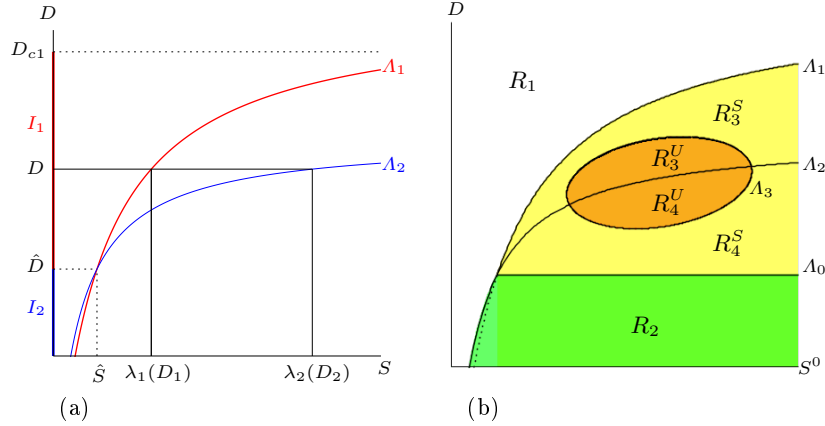 D
D_{c1}
Λ_1
I_1
D
Λ_2
D̂
I_2
Ŝ
λ_1(D_1)
λ_2(D_2)
S
(a)
D
Λ_1
R_1
R_3^S
R_3^U
Λ_2
R_4^U
Λ_3
R_4^S
Λ_0
R_2
S^0
(b)